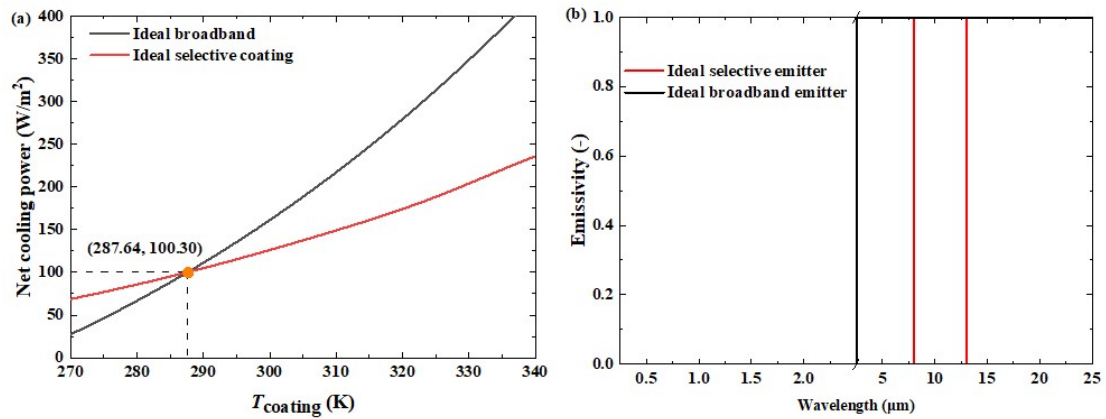 (a)
Ideal broadband
Ideal selective coating
Net cooling power (W/m²)
400
350
300
250
200
150
100
50
0
(287.64, 100.30)
270 280 290 300 310 320 330 340
T_coating (K)
(b)
Ideal selective emitter
Ideal broadband emitter
Emissivity (-)
1.0
0.8
0.6
0.4
0.2
0.0
0.5 1.0 1.5 2.0 5 10 15 20 25
Wavelength (μm)